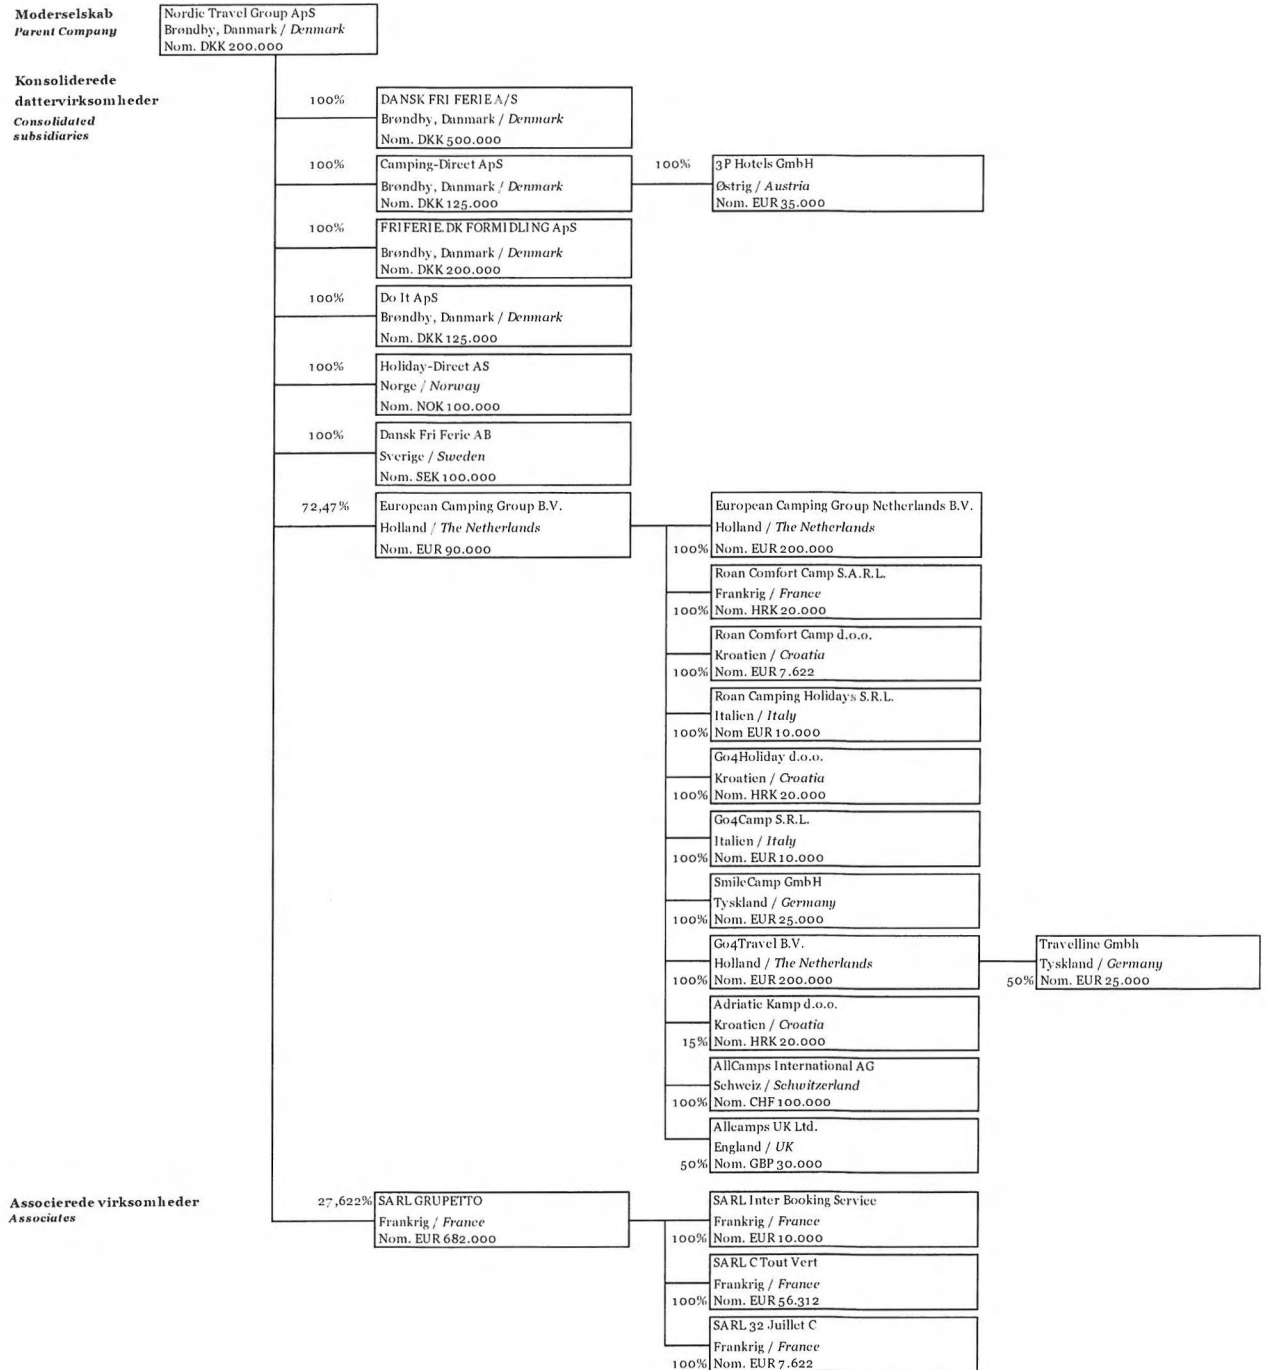 Moderselskab
Parent Company
Nordic Travel Group ApS
Brøndby, Danmark / Denmark
Nom. DKK 200.000
Konsoliderede
dattervirksomheder
Consolidated
subsidiaries
100%
DANSK FRI FERIE A/S
Brøndby, Danmark / Denmark
Nom. DKK 500.000
100%
Camping-Direct ApS
Brøndby, Danmark / Denmark
Nom. DKK 125.000
100%
3P Hotels GmbH
Østrig / Austria
Nom. EUR 35.000
100%
FRIFERIE.DK FORMIDLING ApS
Brøndby, Danmark / Denmark
Nom. DKK 200.000
100%
Do It ApS
Brøndby, Danmark / Denmark
Nom. DKK 125.000
100%
Holiday-Direct AS
Norge / Norway
Nom. NOK 100.000
100%
Dansk Fri Ferie AB
Sverige / Sweden
Nom. SEK 100.000
72,47%
European Camping Group B.V.
Holland / The Netherlands
Nom. EUR 90.000
European Camping Group Netherlands B.V.
Holland / The Netherlands
100% Nom. EUR 200.000
Roan Comfort Camp S.A.R.L.
Frankrig / France
100% Nom. HRK 20.000
Roan Comfort Camp d.o.o.
Kroatien / Croatia
100% Nom. EUR 7.622
Roan Camping Holidays S.R.L.
Italien / Italy
100% Nom EUR 10.000
Go4Holiday d.o.o.
Kroatien / Croatia
100% Nom. HRK 20.000
Go4Camp S.R.L.
Italien / Italy
100% Nom. EUR 10.000
SmileCamp GmbH
Tyskland / Germany
100% Nom. EUR 25.000
Go4Travel B.V.
Holland / The Netherlands
100% Nom. EUR 200.000
Travelline Gmbh
Tyskland / Germany
50% Nom. EUR 25.000
Adriatic Kamp d.o.o.
Kroatien / Croatia
15% Nom. HRK 20.000
AllCamps International AG
Schweiz / Schwitzerland
100% Nom. CHF 100.000
Allcamps UK Ltd.
England / UK
50% Nom. GBP 30.000
Associerede virksomheder
Associates
27,622% SARL GRUPETTO
Frankrig / France
Nom. EUR 682.000
SARL Inter Booking Service
Frankrig / France
100% Nom. EUR 10.000
SARL C Tout Vert
Frankrig / France
100% Nom. EUR 56.312
SARL 32 Juillet C
Frankrig / France
100% Nom. EUR 7.622